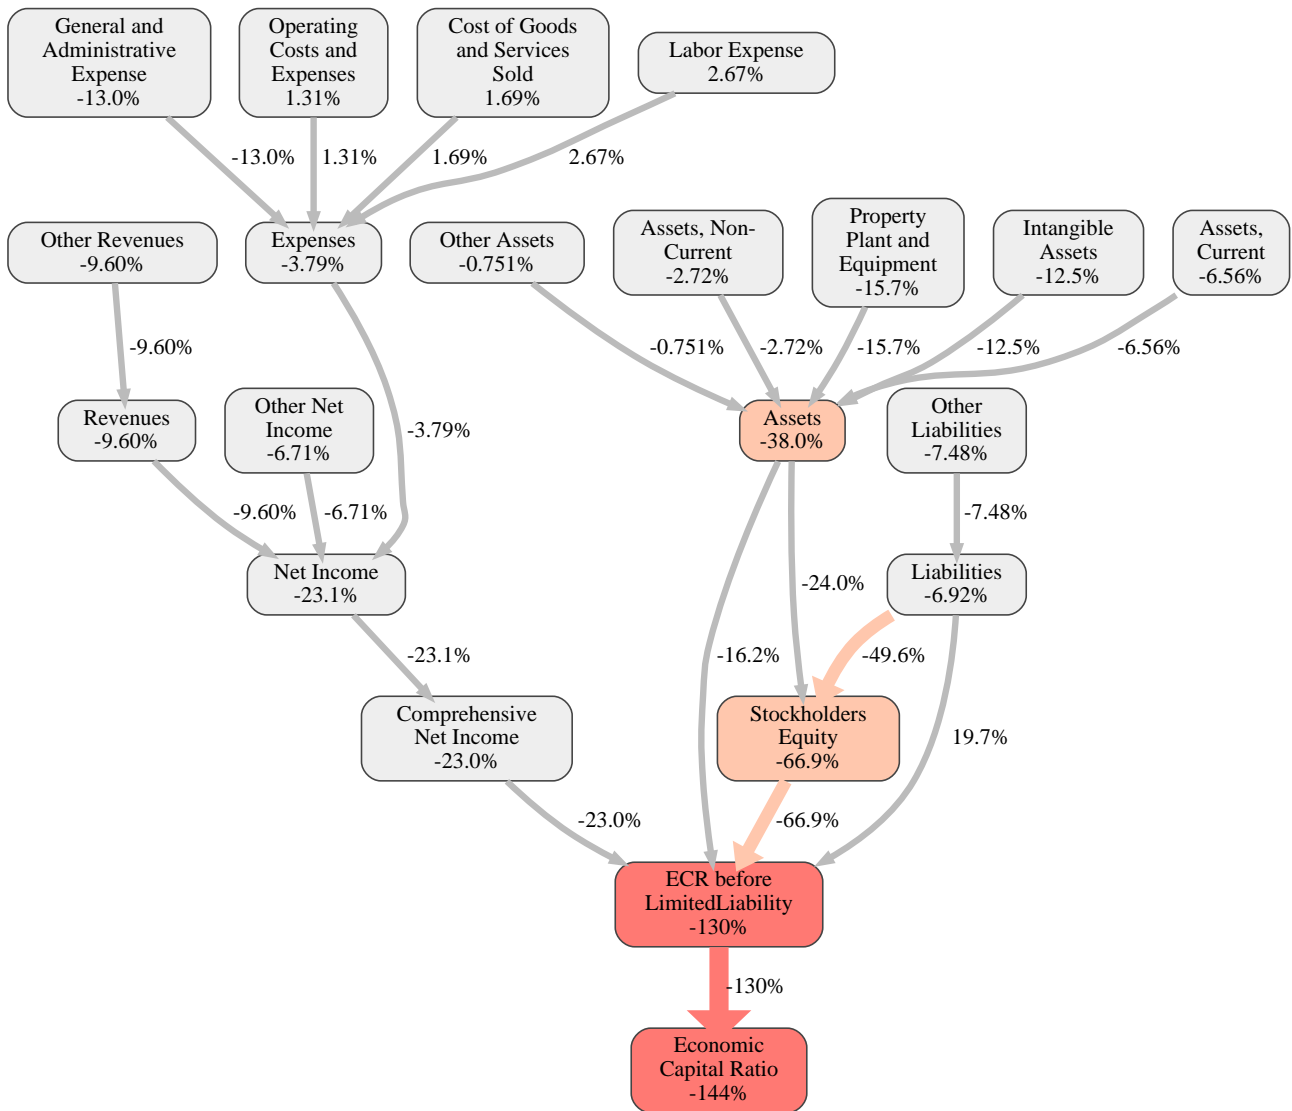 General and
Administrative
Expense
-13.0%
Operating
Costs and
Expenses
1.31%
Cost of Goods
and Services
Sold
1.69%
Labor Expense
2.67%
-13.0%
1.31%
1.69%
2.67%
Other Revenues
-9.60%
Expenses
-3.79%
Other Assets
-0.751%
Assets, Non-
Current
-2.72%
Property
Plant and
Equipment
-15.7%
Intangible
Assets
-12.5%
Assets,
Current
-6.56%
-9.60%
-0.751%
-2.72%
-15.7%
-12.5%
-6.56%
Revenues
-9.60%
Other Net
Income
-6.71%
-3.79%
Assets
-38.0%
Other
Liabilities
-7.48%
-9.60%
-6.71%
-7.48%
Net Income
-23.1%
-24.0%
Liabilities
-6.92%
-23.1%
-16.2%
-49.6%
Comprehensive
Net Income
-23.0%
Stockholders
Equity
-66.9%
19.7%
-23.0%
-66.9%
ECR before
LimitedLiability
-130%
-130%
Economic
Capital Ratio
-144%